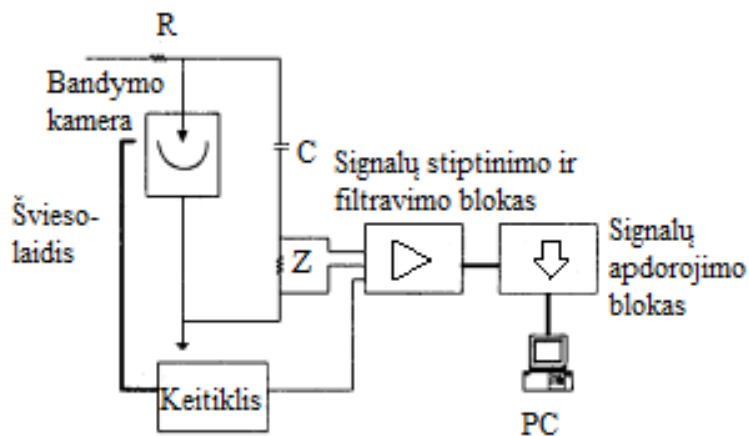 R
Bandymo
kamera
C
Signalų stiptinimo ir
filtravimo blokas
Švieso-
laidis
Z
Signalų
apdorojimo
blokas
Keitiklis
PC